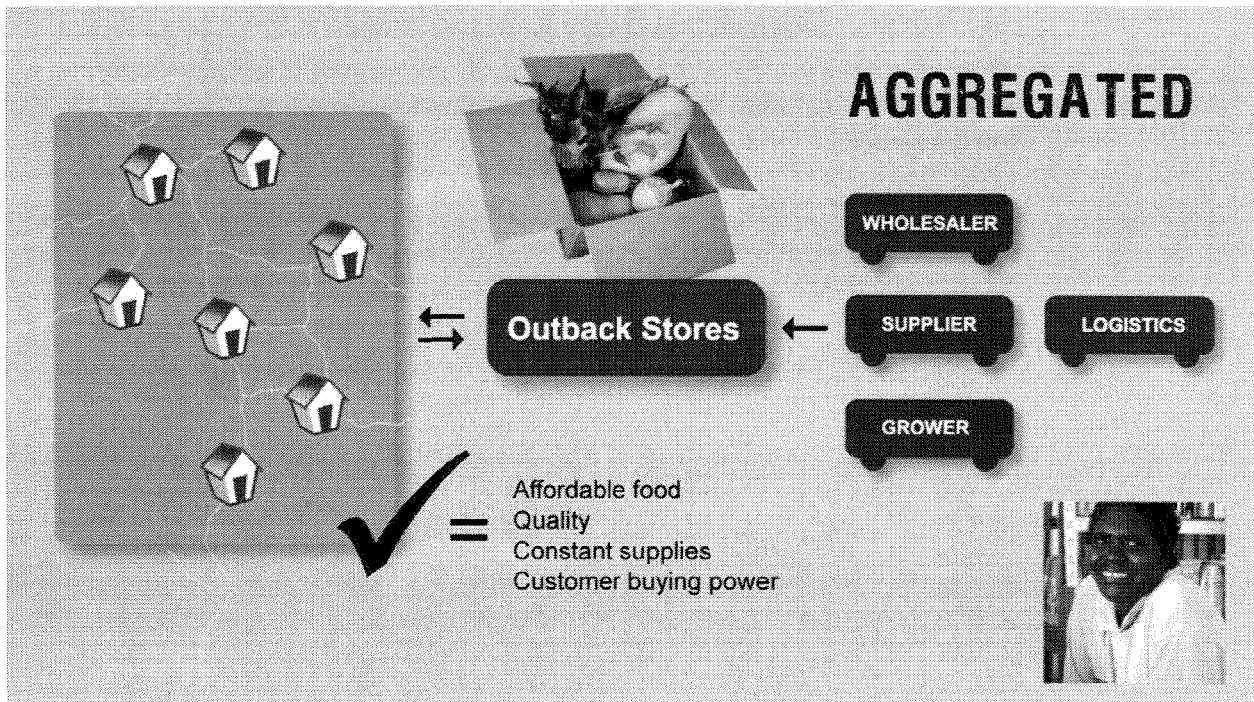 AGGREGATED
WHOLESALER
Outback Stores
SUPPLIER
LOGISTICS
GROWER
Affordable food
Quality
Constant supplies
Customer buying power
=